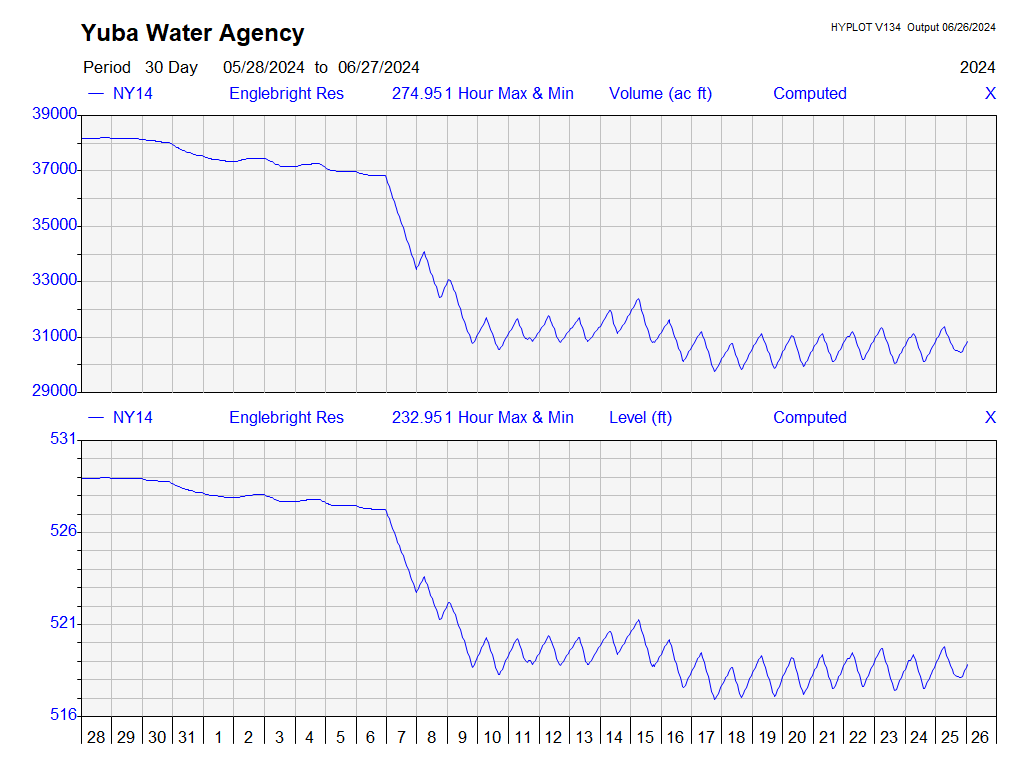 Yuba Water Agency
HYPLOT V134 Output 06/26/2024
Period 30 Day 05/28/2024 to 06/27/2024 2024
NY14 Englebright Res 274.951 Hour Max & Min Volume (ac ft) Computed X
39000
37000
35000
33000
31000
29000
NY14 Englebright Res 232.951 Hour Max & Min Level (ft) Computed X
531
526
521
516
28 29 30 31 1 2 3 4 5 6 7 8 9 10 11 12 13 14 15 16 17 18 19 20 21 22 23 24 25 26